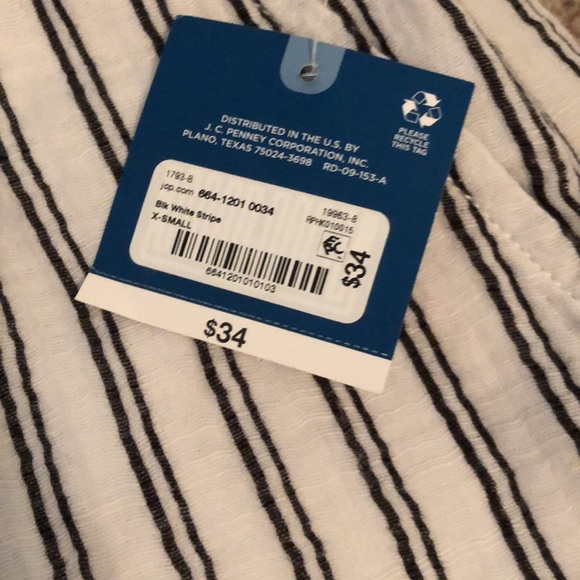 DISTRIBUTED IN THE U.S. BY
J. C. PENNEY CORPORATION, INC.
PLANO, TEXAS 75024-3698 RD-09-153-A
PLEASE
RECYCLE
THIS TAG
1793-8 19963-8
jcp.com 664-1201 0034 RPHK010015
Blk White Stripe
X-SMALL
$34
6641201010103
$34